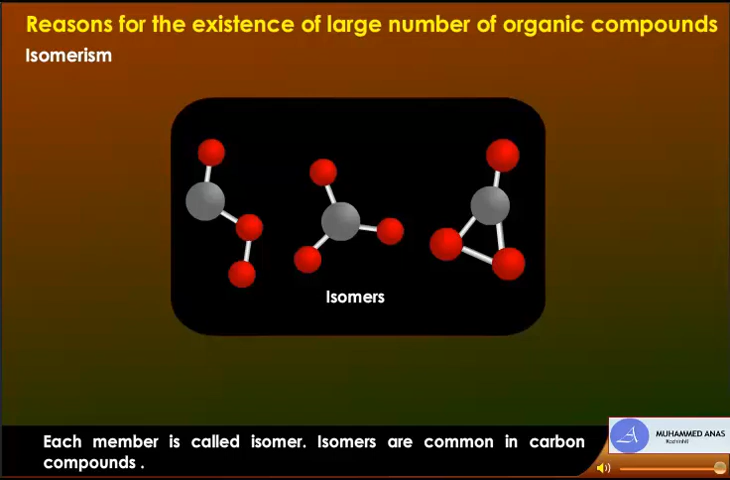 Reasons for the existence of large number of organic compounds
Isomerism
Isomers
Each member is called isomer. Isomers are common in carbon
compounds .
MUHAMMED ANAS